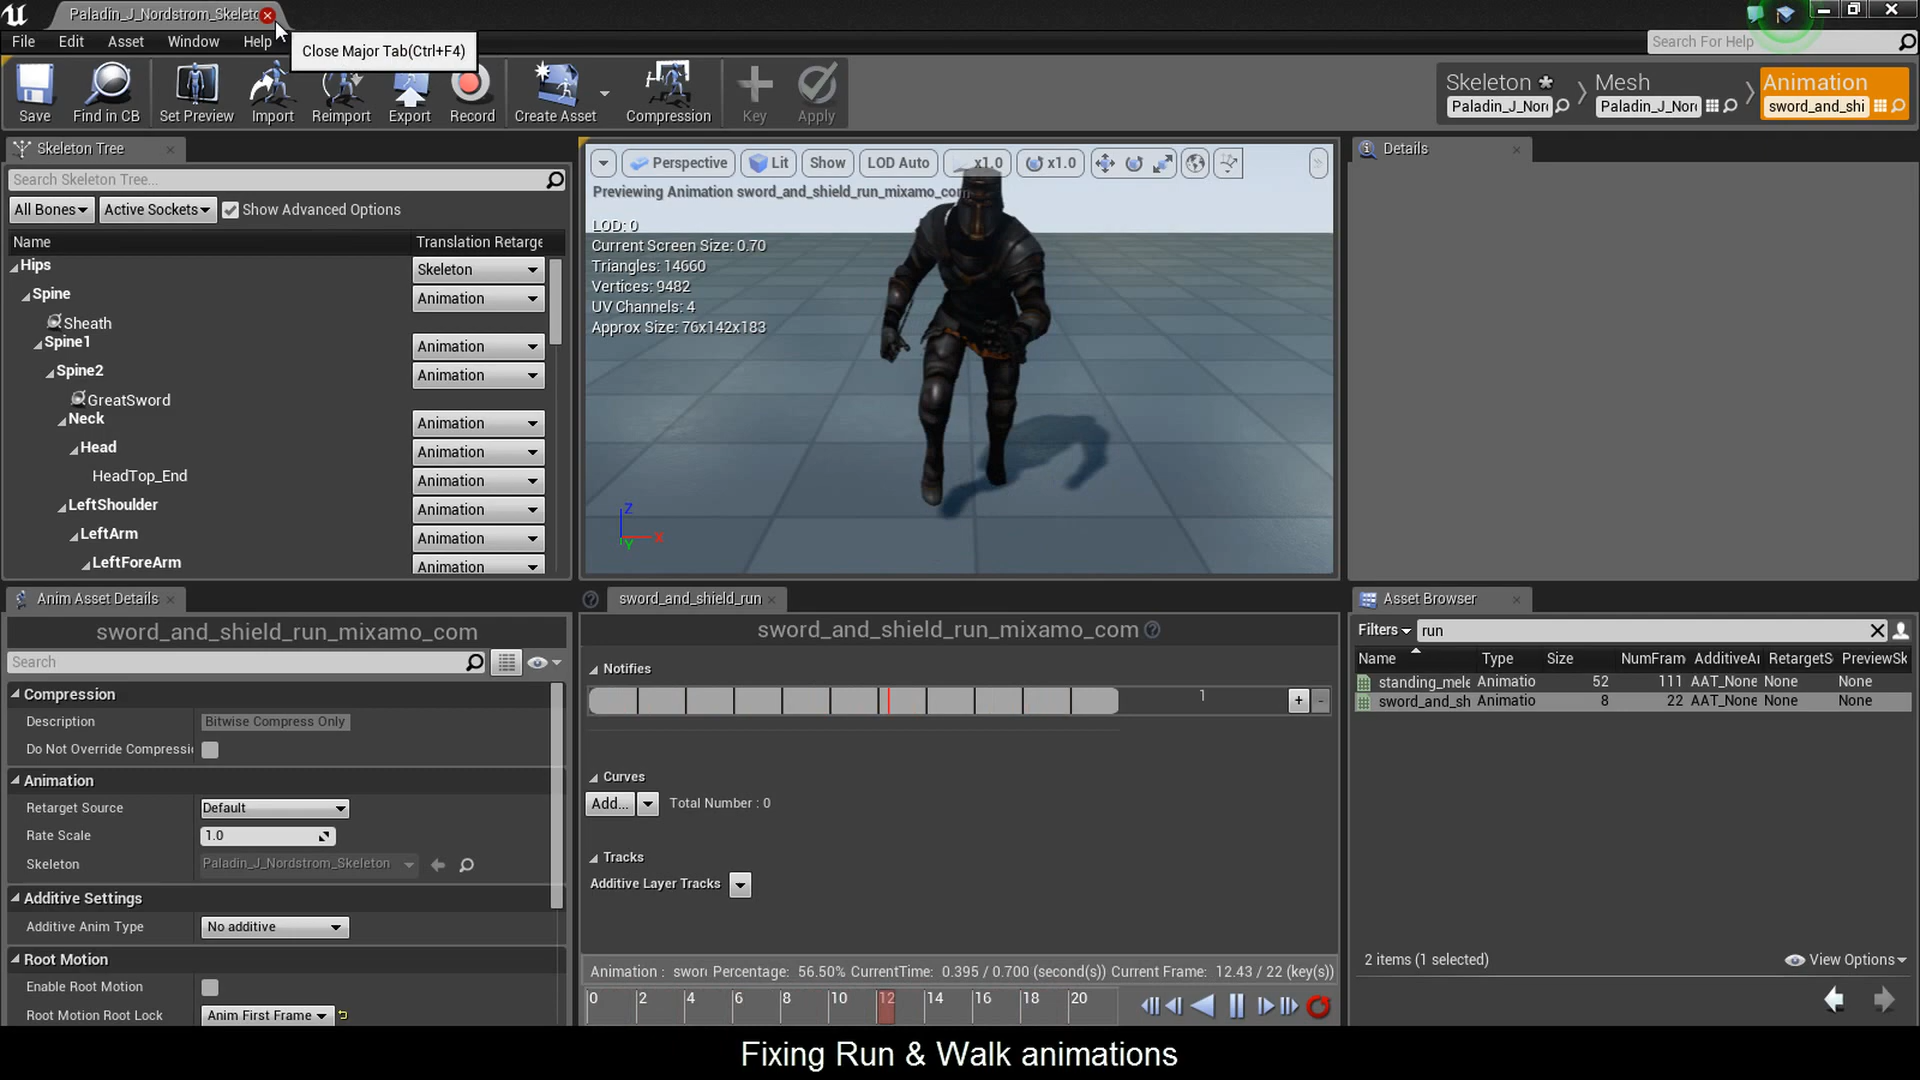 Paladin_J_Nordstrom_Skeleto
File Edit Asset Window Help
Close Major Tab(Ctrl+F4)
Search For Help
Save Find in CB Set Preview Import Reimport Export Record Create Asset Compression Key Apply
Skeleton Mesh Animation
Paladin_J_Nor Paladin_J_Nor sword_and_shi
Skeleton Tree
Search Skeleton Tree...
All Bones Active Sockets Show Advanced Options
Name Translation Retarge
Hips Skeleton
Spine Animation
Sheath
Spine1 Animation
Spine2 Animation
GreatSword
Neck Animation
Head Animation
HeadTop_End Animation
LeftShoulder Animation
LeftArm Animation
LeftForeArm Animation
Perspective Lit Show LOD Auto x1.0 x1.0
Previewing Animation sword_and_shield_run_mixamo_com
LOD: 0
Current Screen Size: 0.70
Triangles: 14660
Vertices: 9482
UV Channels: 4
Approx Size: 76x142x183
Z
X
Y
Details
Anim Asset Details
sword_and_shield_run_mixamo_com
Search
Compression
Description Bitwise Compress Only
Do Not Override Compressi
Animation
Retarget Source Default
Rate Scale 1.0
Skeleton Paladin_J_Nordstrom_Skeleton
Additive Settings
Additive Anim Type No additive
Root Motion
Enable Root Motion
Root Motion Root Lock Anim First Frame
sword_and_shield_run
sword_and_shield_run_mixamo_com
Notifies
1 + -
Curves
Add... Total Number : 0
Tracks
Additive Layer Tracks
Animation : swor Percentage: 56.50% CurrentTime: 0.395 / 0.700 (second(s)) Current Frame: 12.43 / 22 (key(s))
0 2 4 6 8 10 12 14 16 18 20
Asset Browser
Filters run
Name Type Size NumFram AdditiveAr RetargetS PreviewSk
standing_mele Animatio 52 111 AAT_None None None
sword_and_sh Animatio 8 22 AAT_None None None
2 items (1 selected) View Options
Fixing Run & Walk animations